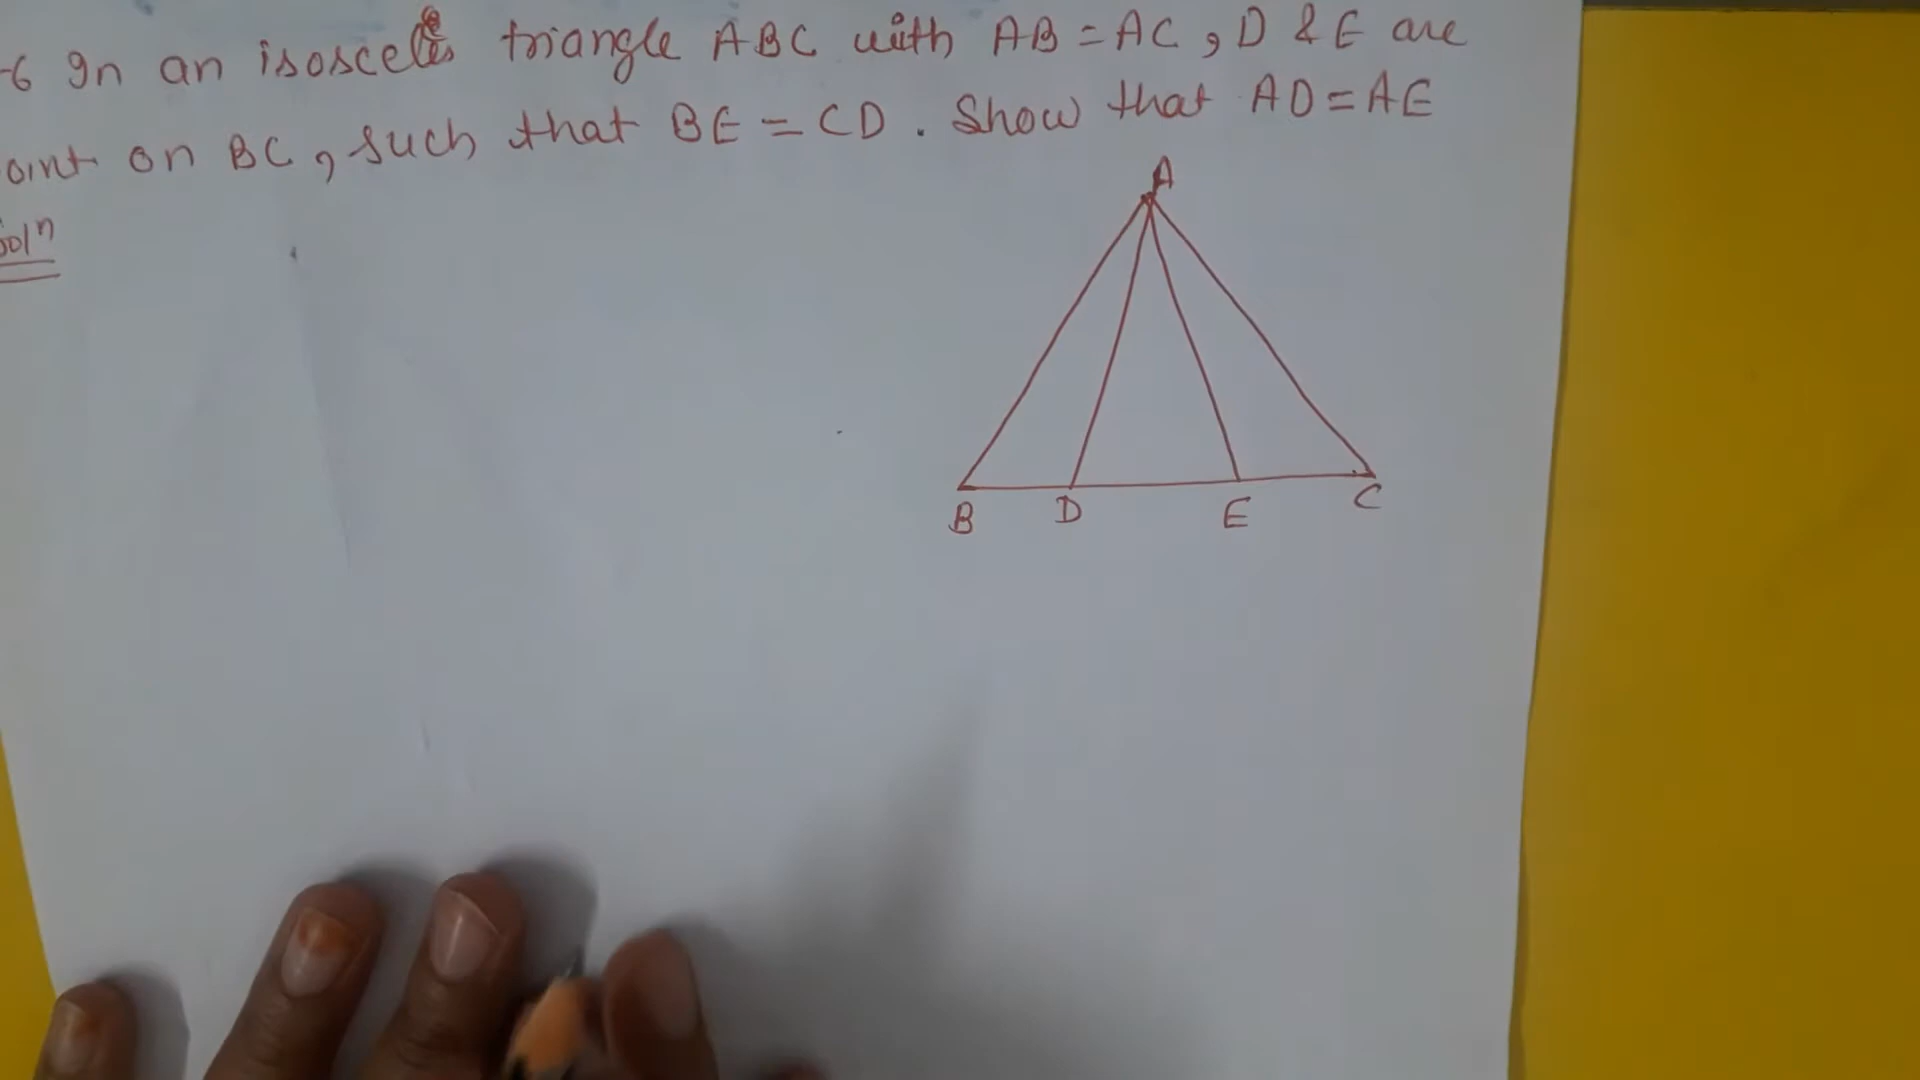 -6 In an isosceles triangle ABC with AB = AC, D & E are
oint on BC, such that BE = CD. Show that AD = AE
Soln
A
B D E C